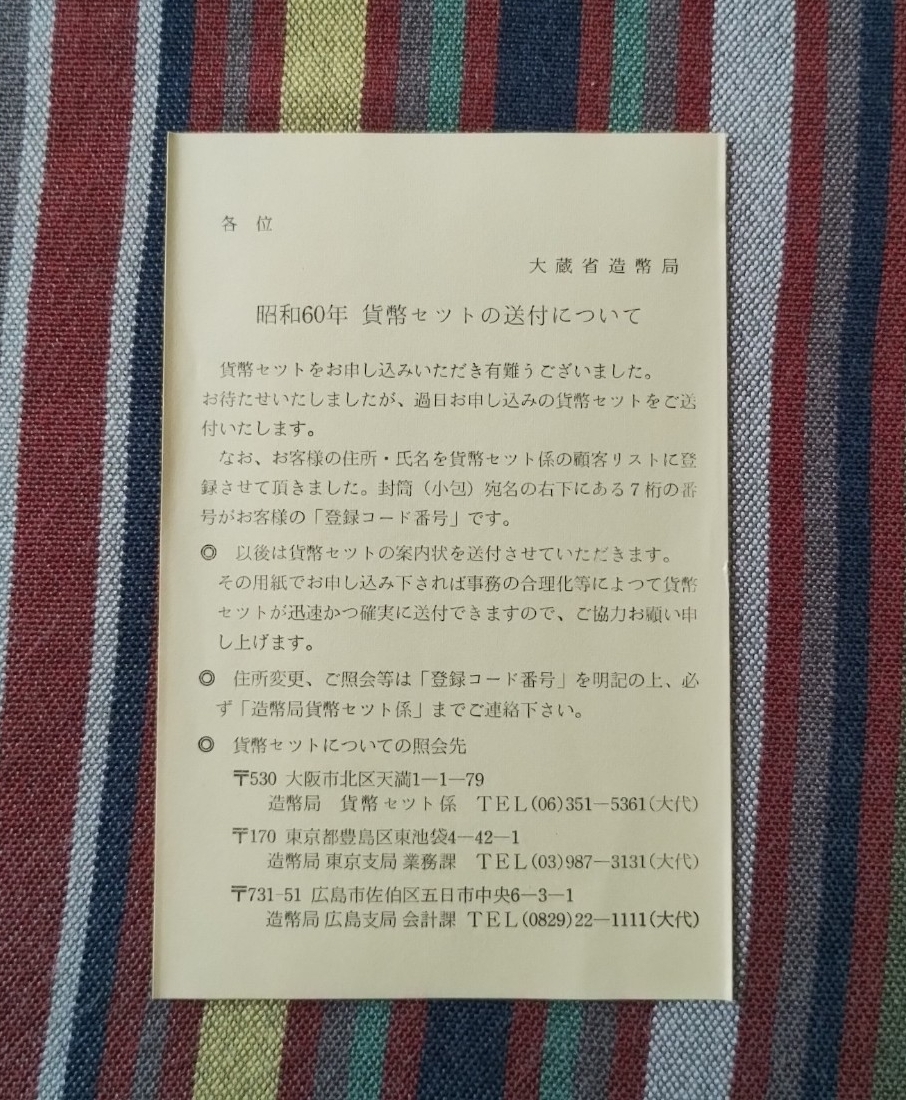 各　位
大蔵省造幣局
昭和60年 貨幣セツトの送付について
貨幣セツトをお申し込みいただき有難うございました。
お待たせいたしましたが、過日お申し込みの貨幣セツトをご送
付いたします。
なお、お客様の住所・氏名を貨幣セツト係の顧客リストに登
録させて頂きました。封筒（小包）宛名の右下にある７桁の番
号がお客様の「登録コード番号」です。
◎　以後は貨幣セツトの案内状を送付させていただきます。
その用紙でお申し込み下されば事務の合理化等によつて貨幣
セツトが迅速かつ確実に送付できますので、ご協力お願い申
し上げます。
◎　住所変更、ご照会等は「登録コード番号」を明記の上、必
ず「造幣局貨幣セツト係」までご連絡下さい。
◎　貨幣セツトについての照会先
〒530 大阪市北区天満1―1―79
造幣局　貨幣セツト係　TEL(06)351―5361(大代)
〒170 東京都豊島区東池袋4―42―1
造幣局 東京支局 業務課　TEL(03)987―3131(大代)
〒731-51 広島市佐伯区五日市中央6―3―1
造幣局 広島支局 会計課　TEL(0829)22―1111(大代)